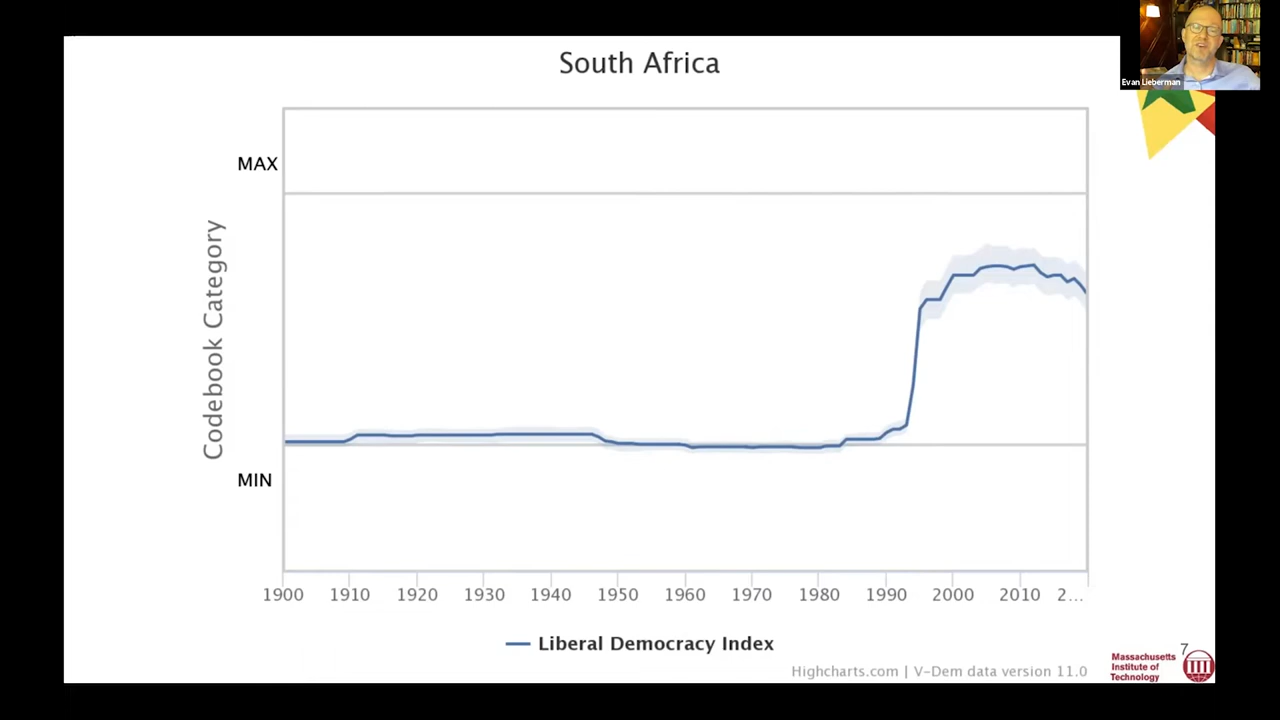 Evan Lieberman
South Africa
MAX
Codebook Category
MIN
1900 1910 1920 1930 1940 1950 1960 1970 1980 1990 2000 2010 2...
Liberal Democracy Index
Highcharts.com | V-Dem data version 11.0
7
Massachusetts
Institute of
Technology